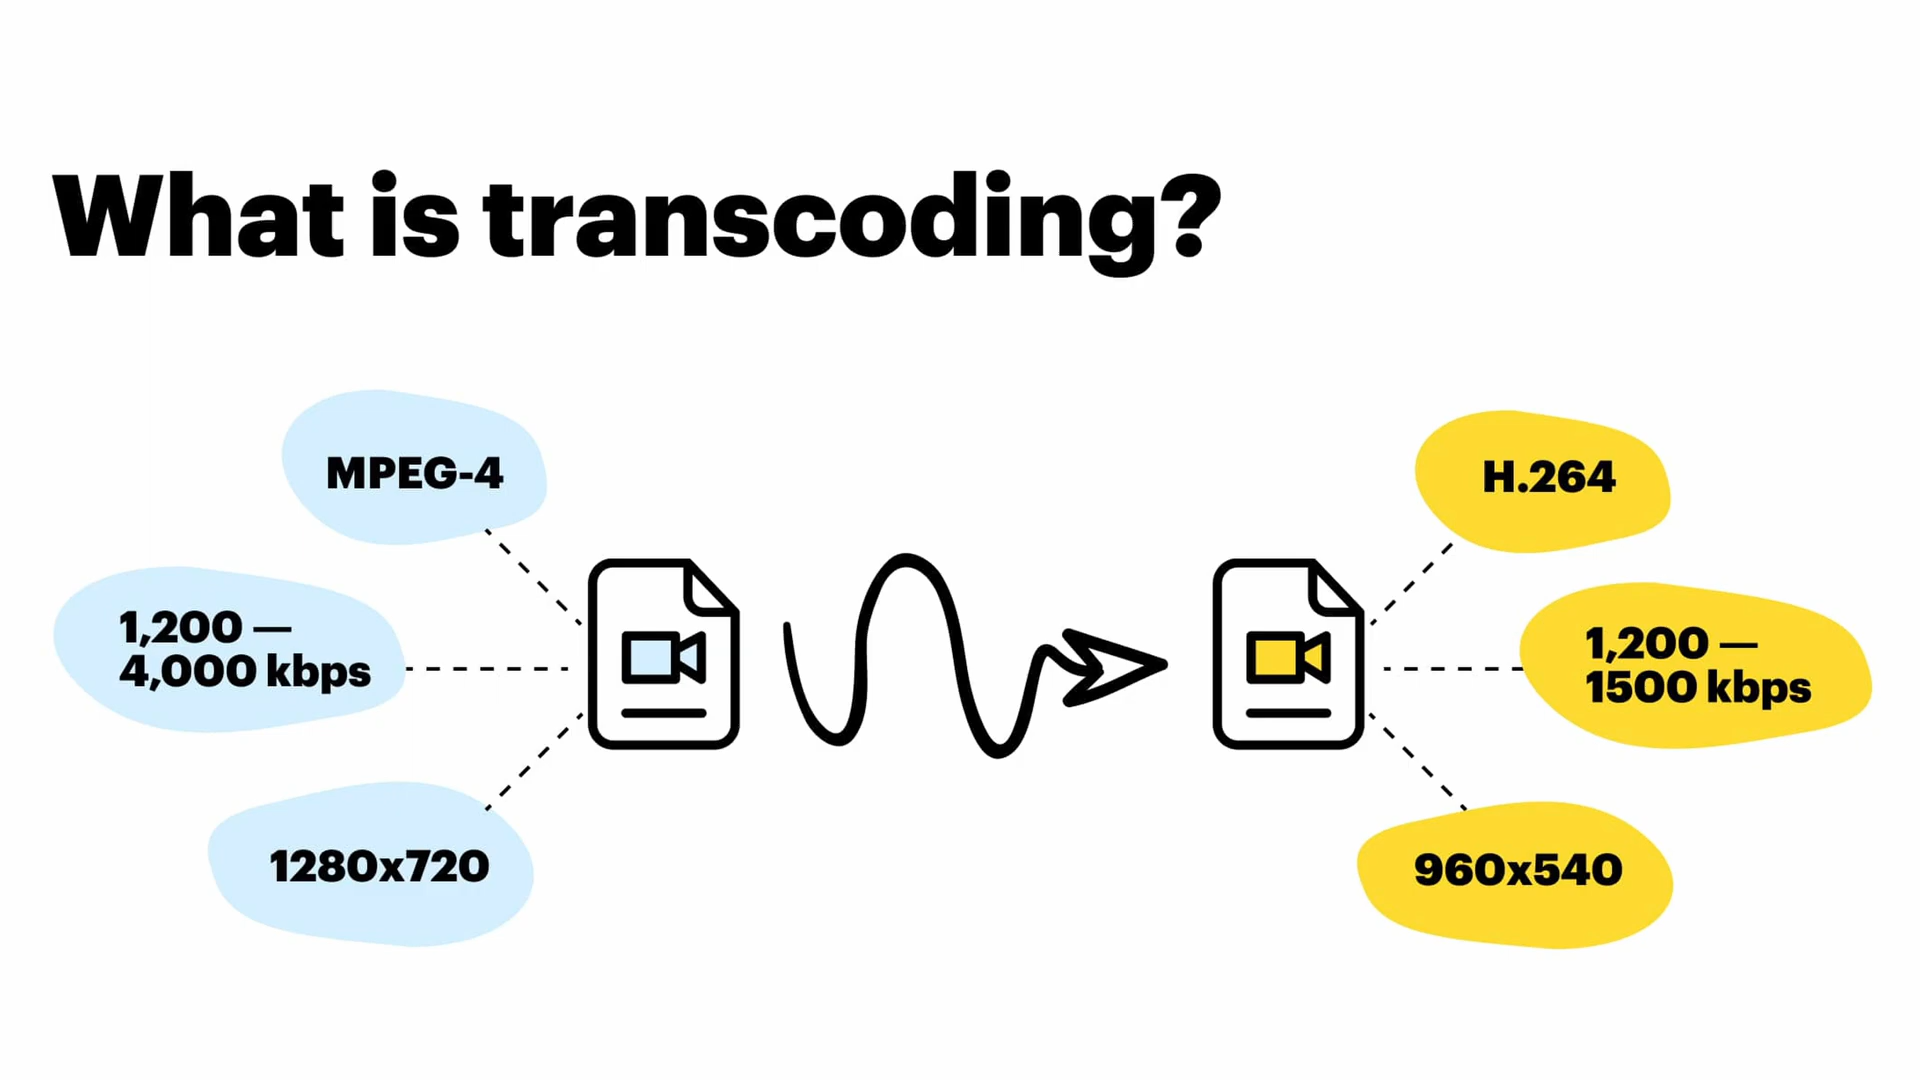 What is transcoding?
MPEG-4
1,200 —
4,000 kbps
1280x720
H.264
1,200 —
1500 kbps
960x540